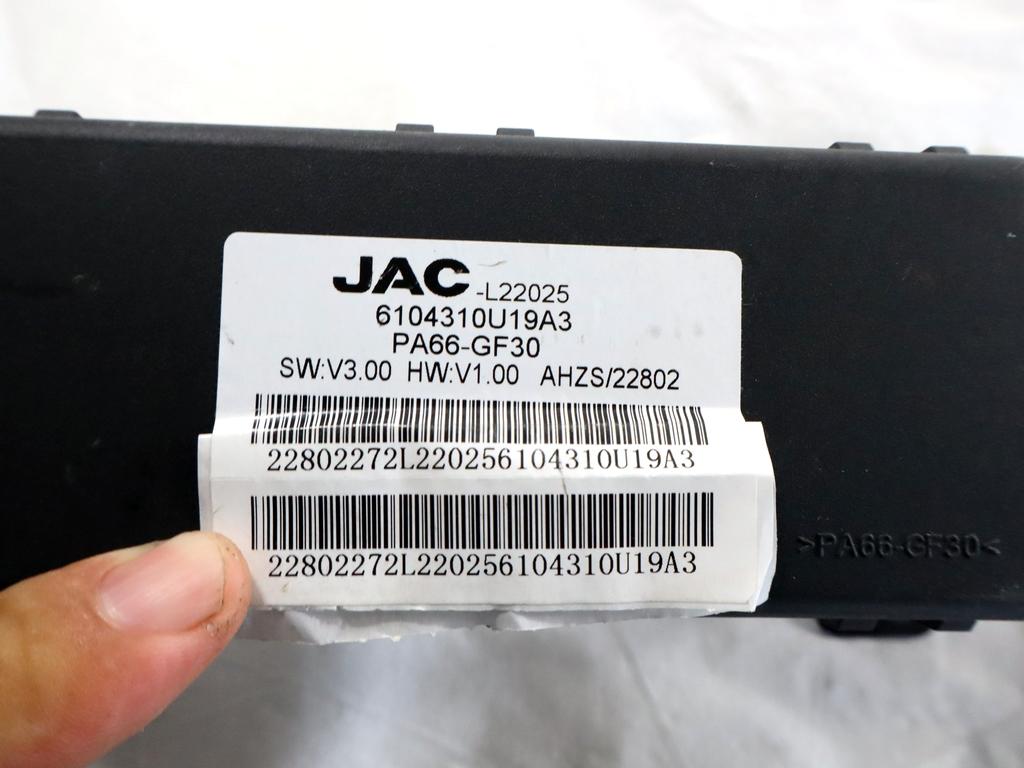 JAC -L22025
6104310U19A3
PA66-GF30
SW:V3.00 HW:V1.00 AHZS/22802
22802272L220256104310U19A3
22802272L220256104310U19A3
>PA66-GF30<